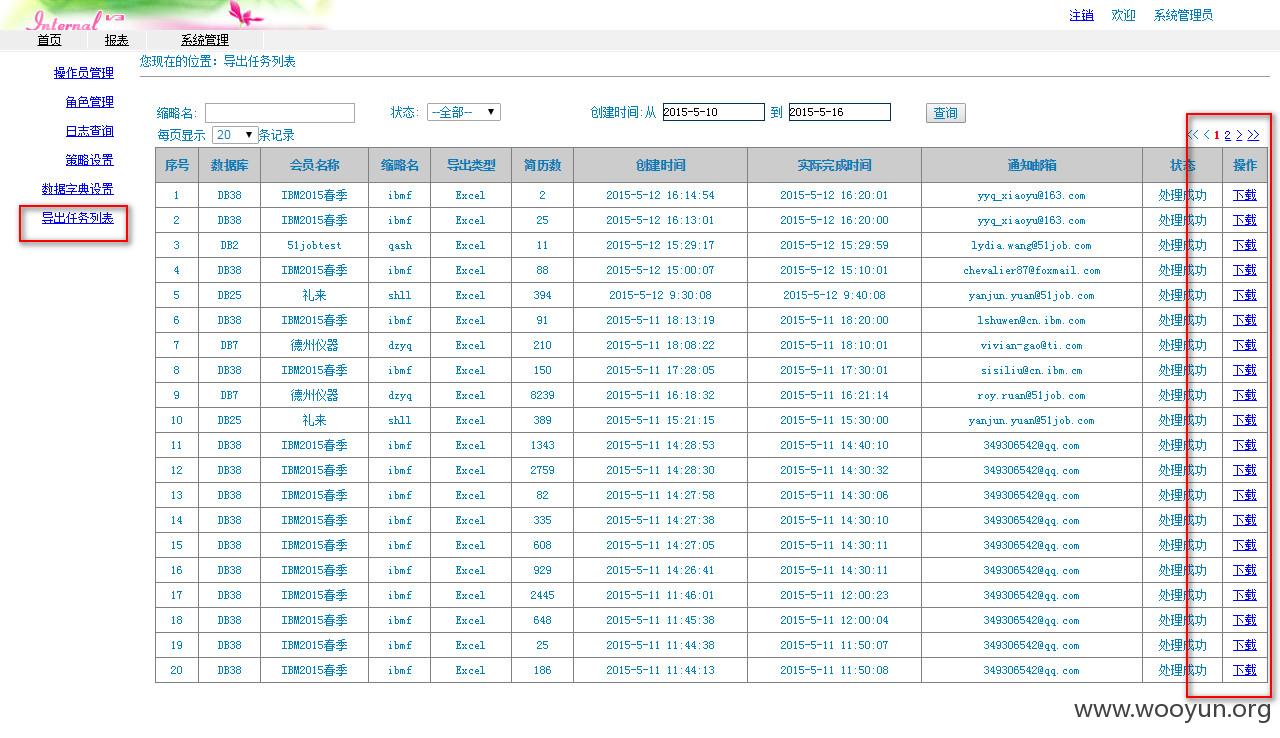 Internal V3
注销 欢迎 系统管理员
首页 报表 系统管理
您现在的位置: 导出任务列表
操作员管理
角色管理
日志查询
策略设置
数据字典设置
导出任务列表
缩略名: 状态: --全部-- 创建时间:从 2015-5-10 到 2015-5-16 查询
每页显示 20 条记录 << < 1 2 > >>
序号 数据库 会员名称 缩略名 导出类型 简历数 创建时间 实际完成时间 通知邮箱 状态 操作
1 DB38 IBM2015春季 ibmf Excel 2 2015-5-12 16:14:54 2015-5-12 16:20:01 yyq_xiaoyu@163.com 处理成功 下载
2 DB38 IBM2015春季 ibmf Excel 25 2015-5-12 16:13:01 2015-5-12 16:20:00 yyq_xiaoyu@163.com 处理成功 下载
3 DB2 51jobtest qash Excel 11 2015-5-12 15:29:17 2015-5-12 15:29:59 lydia.wang@51job.com 处理成功 下载
4 DB38 IBM2015春季 ibmf Excel 88 2015-5-12 15:00:07 2015-5-12 15:10:01 chevalier87@foxmail.com 处理成功 下载
5 DB25 礼来 shll Excel 394 2015-5-12 9:30:08 2015-5-12 9:40:08 yanjun.yuan@51job.com 处理成功 下载
6 DB38 IBM2015春季 ibmf Excel 91 2015-5-11 18:13:19 2015-5-11 18:20:00 lshuwen@cn.ibm.com 处理成功 下载
7 DB7 德州仪器 dzyq Excel 210 2015-5-11 18:08:22 2015-5-11 18:10:01 vivian-gao@ti.com 处理成功 下载
8 DB38 IBM2015春季 ibmf Excel 150 2015-5-11 17:28:05 2015-5-11 17:30:01 sisiliu@cn.ibm.cm 处理成功 下载
9 DB7 德州仪器 dzyq Excel 8239 2015-5-11 16:18:32 2015-5-11 16:21:14 roy.ruan@51job.com 处理成功 下载
10 DB25 礼来 shll Excel 389 2015-5-11 15:21:15 2015-5-11 15:30:00 yanjun.yuan@51job.com 处理成功 下载
11 DB38 IBM2015春季 ibmf Excel 1343 2015-5-11 14:28:53 2015-5-11 14:40:10 349306542@qq.com 处理成功 下载
12 DB38 IBM2015春季 ibmf Excel 2759 2015-5-11 14:28:30 2015-5-11 14:30:32 349306542@qq.com 处理成功 下载
13 DB38 IBM2015春季 ibmf Excel 82 2015-5-11 14:27:58 2015-5-11 14:30:06 349306542@qq.com 处理成功 下载
14 DB38 IBM2015春季 ibmf Excel 335 2015-5-11 14:27:38 2015-5-11 14:30:10 349306542@qq.com 处理成功 下载
15 DB38 IBM2015春季 ibmf Excel 608 2015-5-11 14:27:05 2015-5-11 14:30:11 349306542@qq.com 处理成功 下载
16 DB38 IBM2015春季 ibmf Excel 929 2015-5-11 14:26:41 2015-5-11 14:30:11 349306542@qq.com 处理成功 下载
17 DB38 IBM2015春季 ibmf Excel 2445 2015-5-11 11:46:01 2015-5-11 12:00:23 349306542@qq.com 处理成功 下载
18 DB38 IBM2015春季 ibmf Excel 648 2015-5-11 11:45:38 2015-5-11 12:00:04 349306542@qq.com 处理成功 下载
19 DB38 IBM2015春季 ibmf Excel 25 2015-5-11 11:44:38 2015-5-11 11:50:07 349306542@qq.com 处理成功 下载
20 DB38 IBM2015春季 ibmf Excel 186 2015-5-11 11:44:13 2015-5-11 11:50:08 349306542@qq.com 处理成功 下载
www.wooyun.org